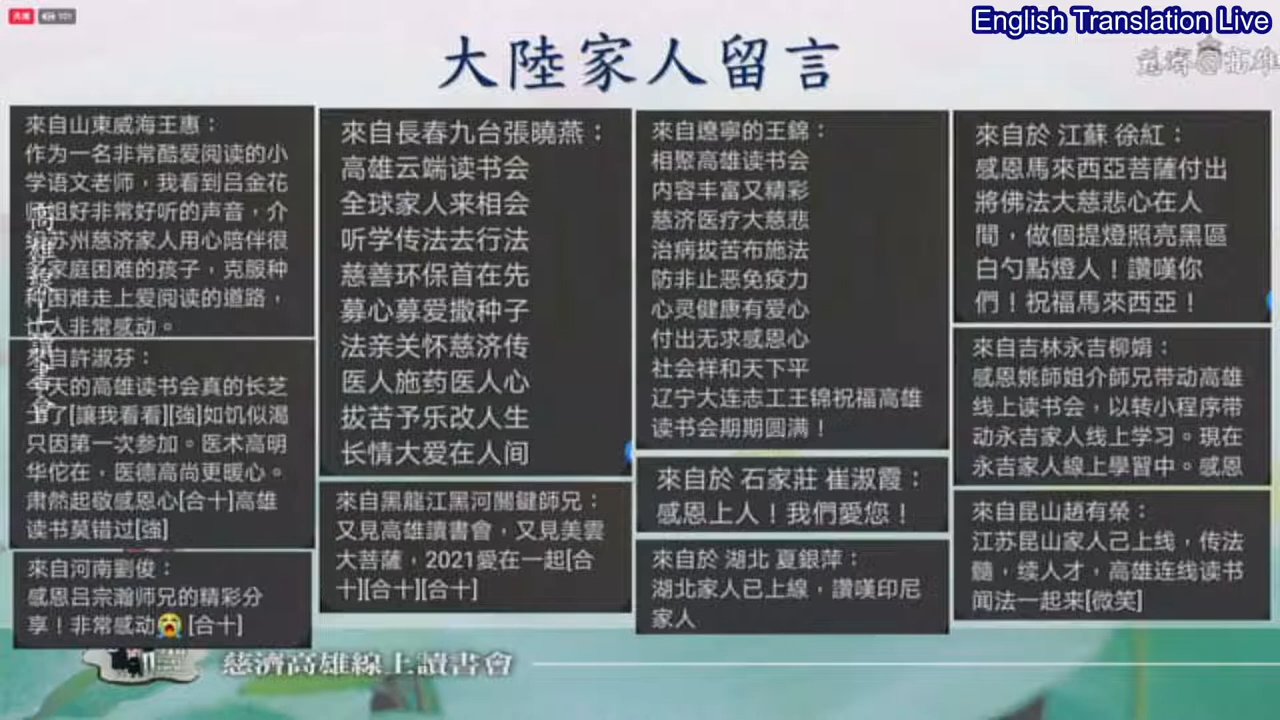 English Translation Live
大陸家人留言
來自山東威海王惠：
作为一名非常酷爱阅读的小
学语文老师，我看到吕金花
师姐好非常好听的声音，介
苏州慈济家人用心陪伴很
家庭困难的孩子，克服种
种困难走上爱阅读的道路，
人非常感动。
來自許淑芬：
今天的高雄读书会真的长芝
了[讓我看看][強]如饥似渴
只因第一次参加。医术高明
华佗在，医德高尚更暖心。
肃然起敬感恩心[合十]高雄
读书莫错过[強]
來自河南劉俊：
感恩吕宗瀚师兄的精彩分
享！非常感动😭 [合十]
來自長春九台張曉燕：
高雄云端读书会
全球家人来相会
听学传法去行法
慈善环保首在先
募心募爱撒种子
法亲关怀慈济传
医人施药医人心
拔苦予乐改人生
长情大爱在人间
來自黑龍江黑河關鍵師兄：
又見高雄讀書會，又見美雲
大菩薩，2021愛在一起[合
十][合十][合十]
來自遼寧的王錦：
相聚高雄读书会
内容丰富又精彩
慈济医疗大慈悲
治病拔苦布施法
防非止恶免疫力
心灵健康有爱心
付出无求感恩心
社会祥和天下平
辽宁大连志工王锦祝福高雄
读书会期期圆满！
來自於 石家莊 崔淑霞：
感恩上人！我們愛您！
來自於 湖北 夏銀萍：
湖北家人已上線，讚嘆印尼
家人
來自於 江蘇 徐紅：
感恩馬來西亞菩薩付出
將佛法大慈悲心在人
間，做個提燈照亮黑區
白勺點燈人！讚嘆你
們！祝福馬來西亞！
來自吉林永吉柳娟：
感恩姚師姐介師兄带动高雄
线上读书会，以转小程序带
动永吉家人线上学习。現在
永吉家人線上學習中。感恩
來自昆山趙有榮：
江苏昆山家人己上线，传法
髓，续人才，高雄连线读书
闻法一起来[微笑]
高雄線上讀書會
慈濟高雄線上讀書會